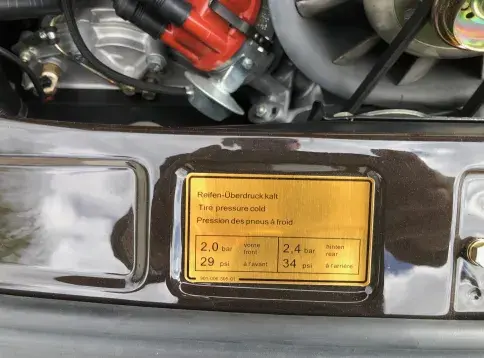 Reifen-Überdruck kalt
Tire pressure cold
Pression des pneus à froid
2,0 bar vorne front 2,4 bar hinten rear
29 psi à l'avant 34 psi à l'arrière